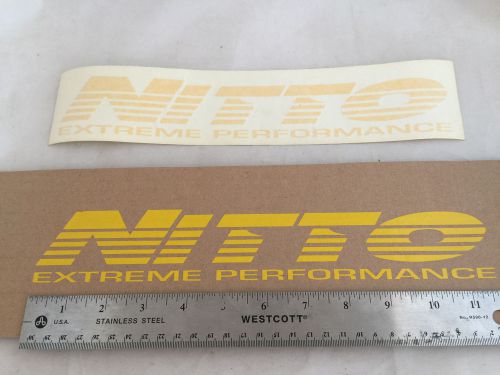 NITTO
EXTREME PERFORMANCE
NITTO
EXTREME PERFORMANCE
1 2 3 4 5 6 7 8 9 10 11
U.S.A. STAINLESS STEEL WESTCOTT®